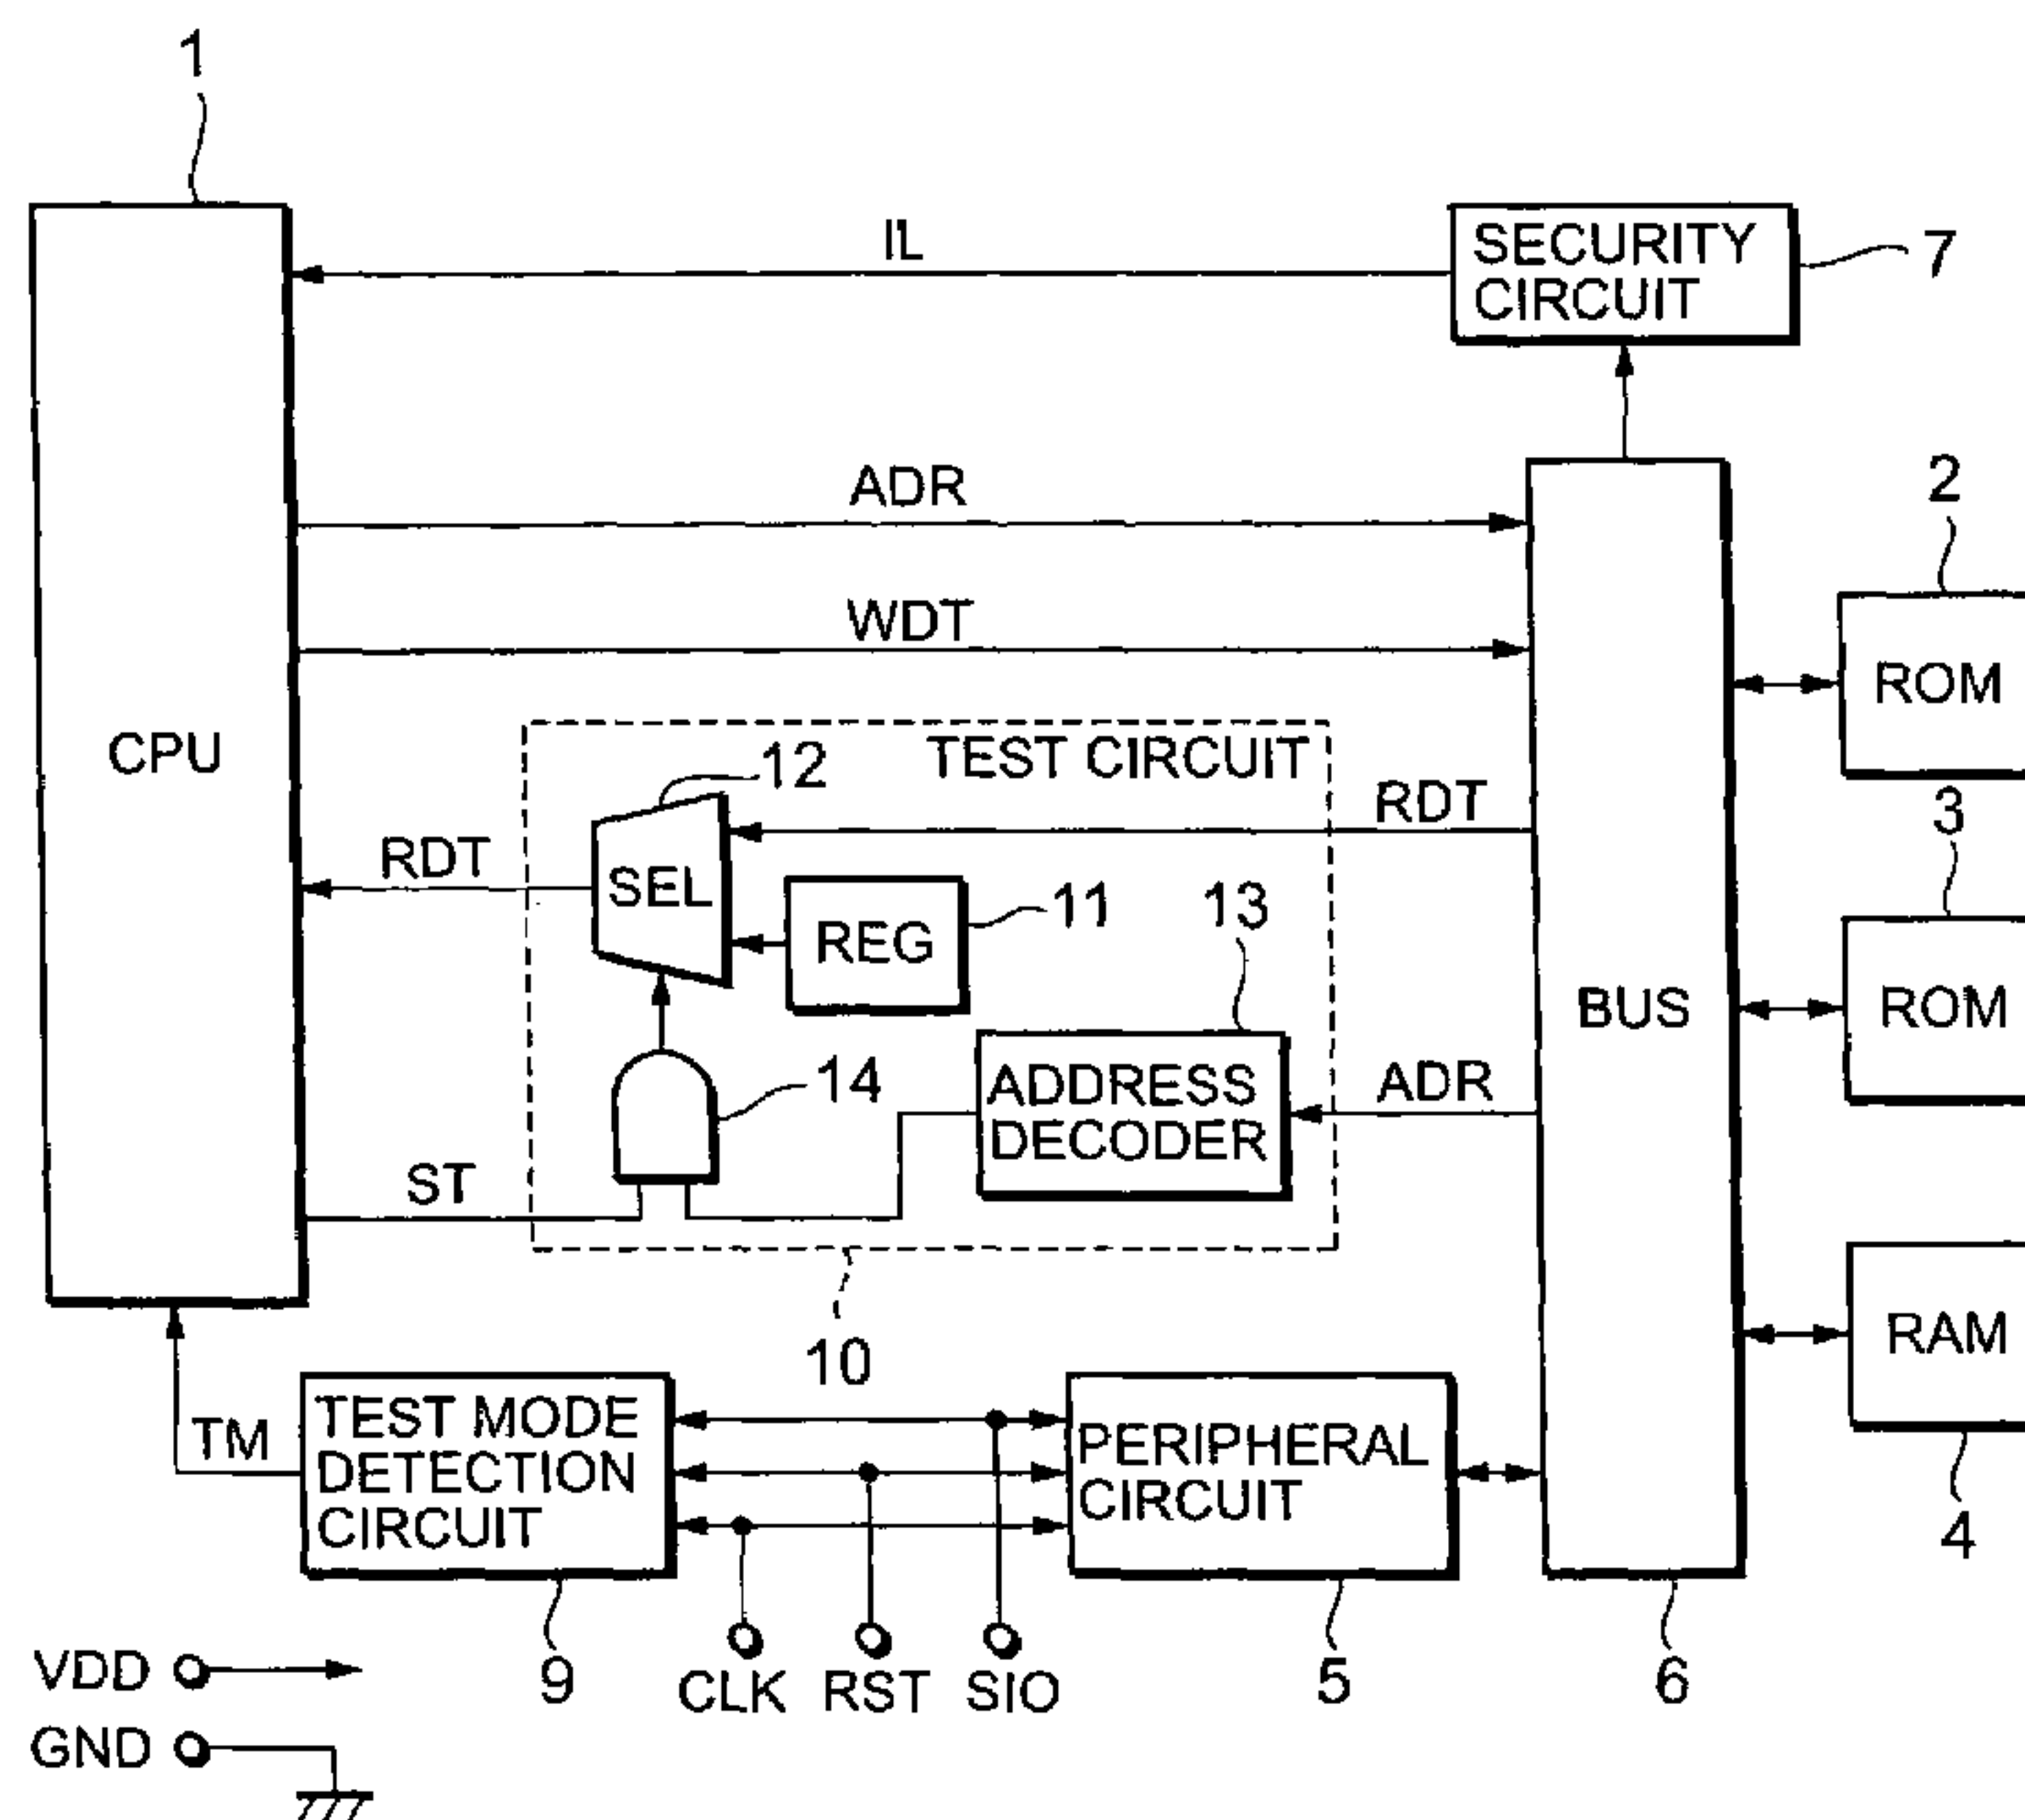 1
IL
SECURITY
CIRCUIT
7
ADR
2
WDT
ROM
CPU
TEST CIRCUIT
12
RDT
3
RDT
SEL
11
13
REG
BUS
ROM
14
ADDRESS
DECODER
ADR
ST
RAM
10
TM
TEST MODE
DETECTION
CIRCUIT
PERIPHERAL
CIRCUIT
4
VDD
9
CLK
RST
SIO
5
6
GND